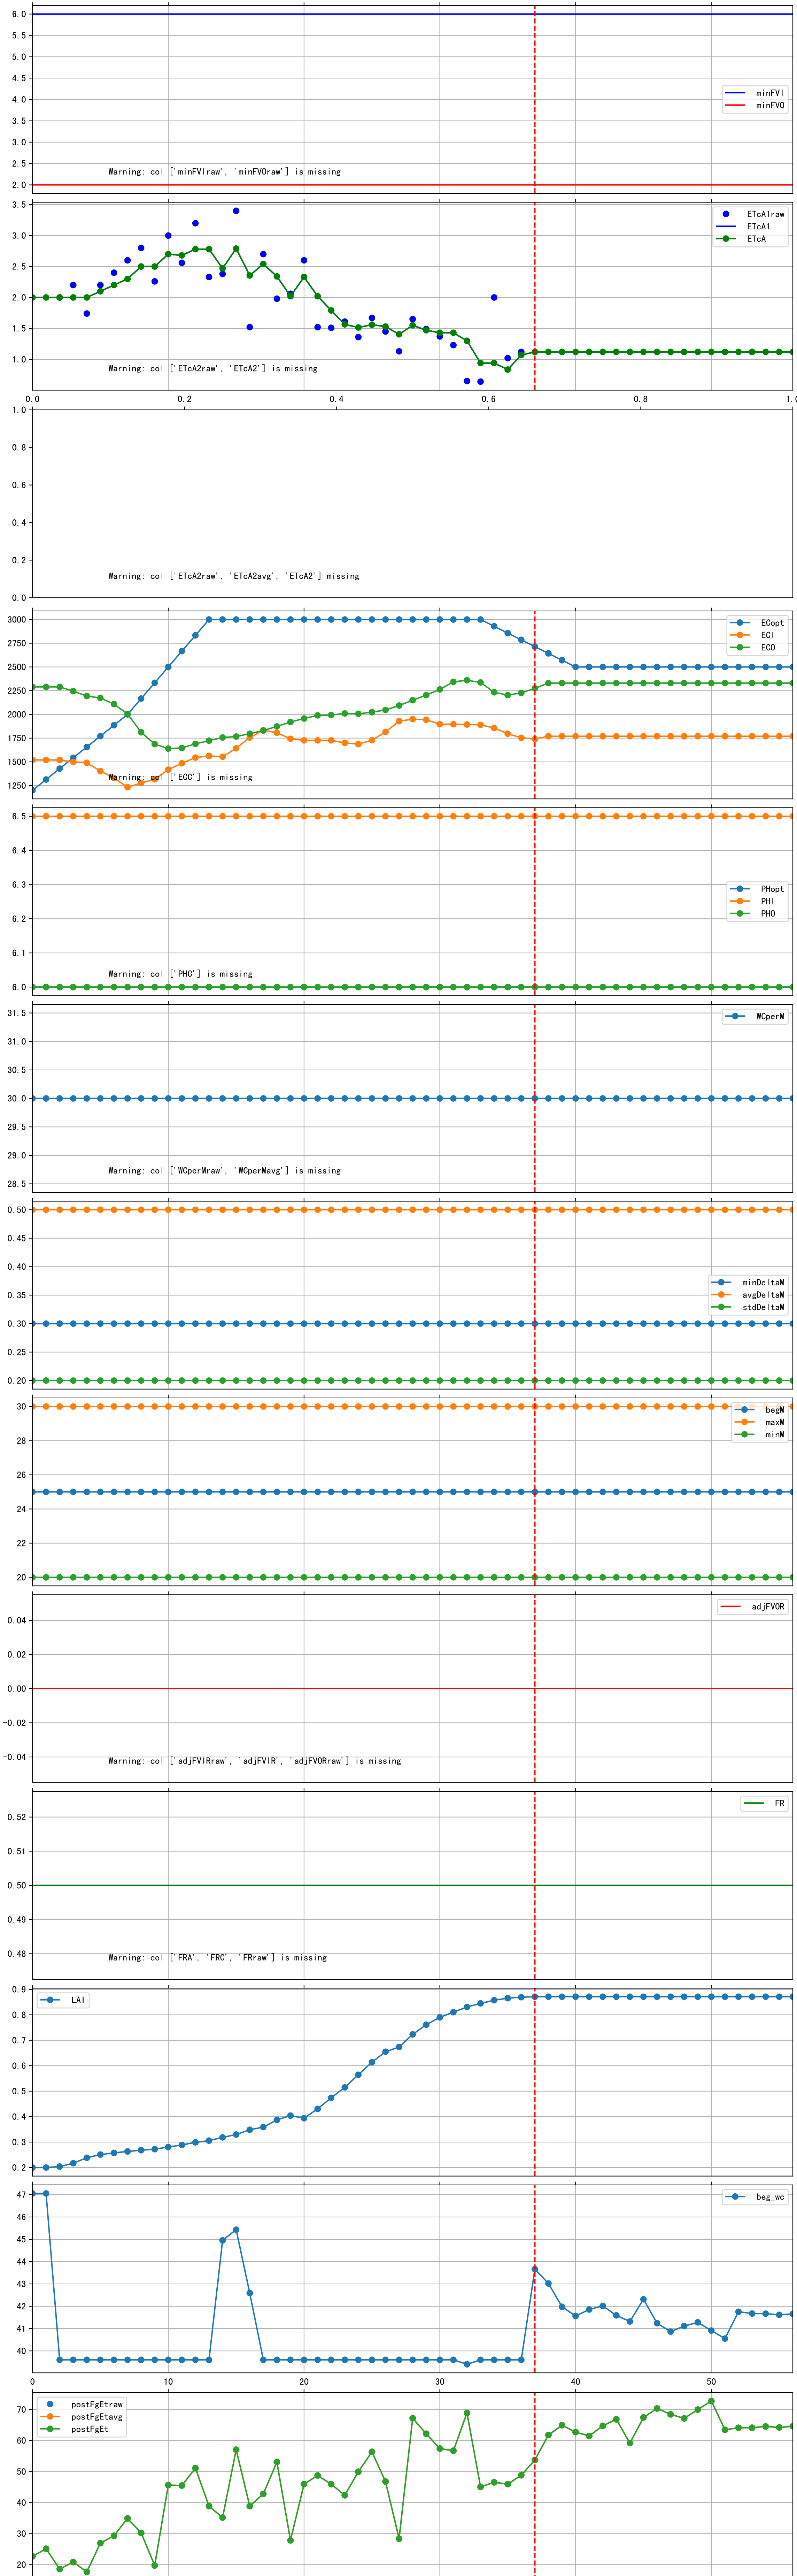 6.0
5.5
5.0
4.5
4.0
3.5
3.0
2.5
2.0
minFVI
minFVO
Warning: col ['minFVIraw', 'minFVOraw'] is missing
3.5
3.0
2.5
2.0
1.5
1.0
ETcA1raw
ETcA1
ETcA
Warning: col ['ETcA2raw', 'ETcA2'] is missing
0.0 0.2 0.4 0.6 0.8 1.0
1.0
0.8
0.6
0.4
0.2
0.0
Warning: col ['ETcA2raw', 'ETcA2avg', 'ETcA2'] missing
3000
2750
2500
2250
2000
1750
1500
1250
ECopt
ECI
ECO
Warning: col ['ECC'] is missing
6.5
6.4
6.3
6.2
6.1
6.0
PHopt
PHI
PHO
Warning: col ['PHC'] is missing
31.5
31.0
30.5
30.0
29.5
29.0
28.5
WCperM
Warning: col ['WCperMraw', 'WCperMavg'] is missing
0.50
0.45
0.40
0.35
0.30
0.25
0.20
minDeltaM
avgDeltaM
stdDeltaM
30
28
26
24
22
20
begM
maxM
minM
0.04
0.02
0.00
-0.02
-0.04
adjFVOR
Warning: col ['adjFVIRraw', 'adjFVIR', 'adjFVORraw'] is missing
0.52
0.51
0.50
0.49
0.48
FR
Warning: col ['FRA', 'FRC', 'FRraw'] is missing
0.9
0.8
0.7
0.6
0.5
0.4
0.3
0.2
LAI
47
46
45
44
43
42
41
40
beg_wc
0 10 20 30 40 50
70
60
50
40
30
20
postFgEtraw
postFgEtavg
postFgEt